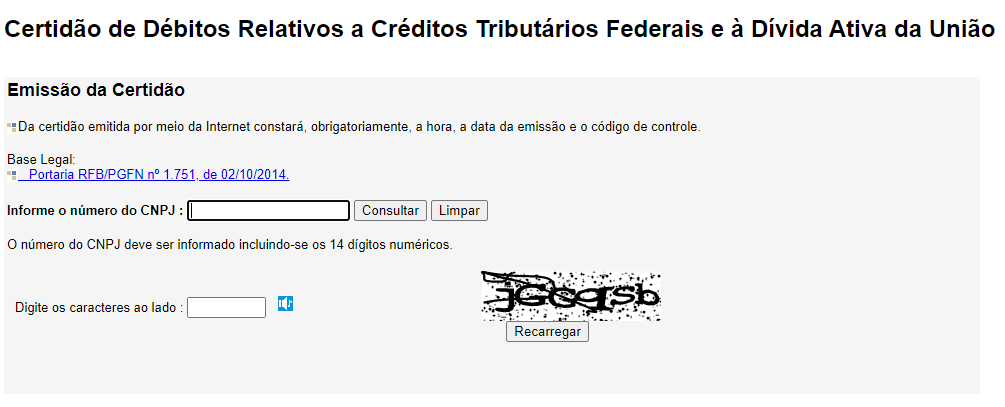 Certidão de Débitos Relativos a Créditos Tributários Federais e à Dívida Ativa da União
Emissão da Certidão
Da certidão emitida por meio da Internet constará, obrigatoriamente, a hora, a data da emissão e o código de controle.
Base Legal:
Portaria RFB/PGFN nº 1.751, de 02/10/2014.
Informe o número do CNPJ : Consultar Limpar
O número do CNPJ deve ser informado incluindo-se os 14 dígitos numéricos.
Digite os caracteres ao lado :
Recarregar